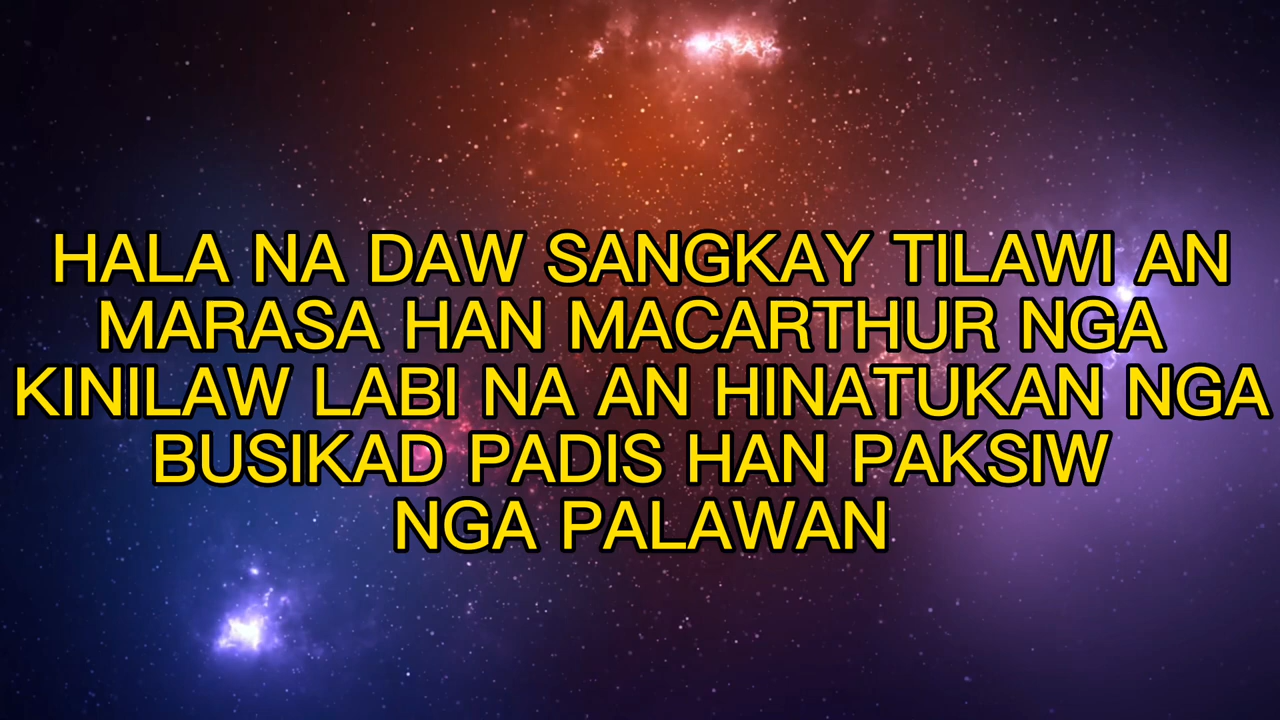 HALA NA DAW SANGKAY TILAWI AN
MARASA HAN MACARTHUR NGA
KINILAW LABI NA AN HINATUKAN NGA
BUSIKAD PADIS HAN PAKSIW
NGA PALAWAN